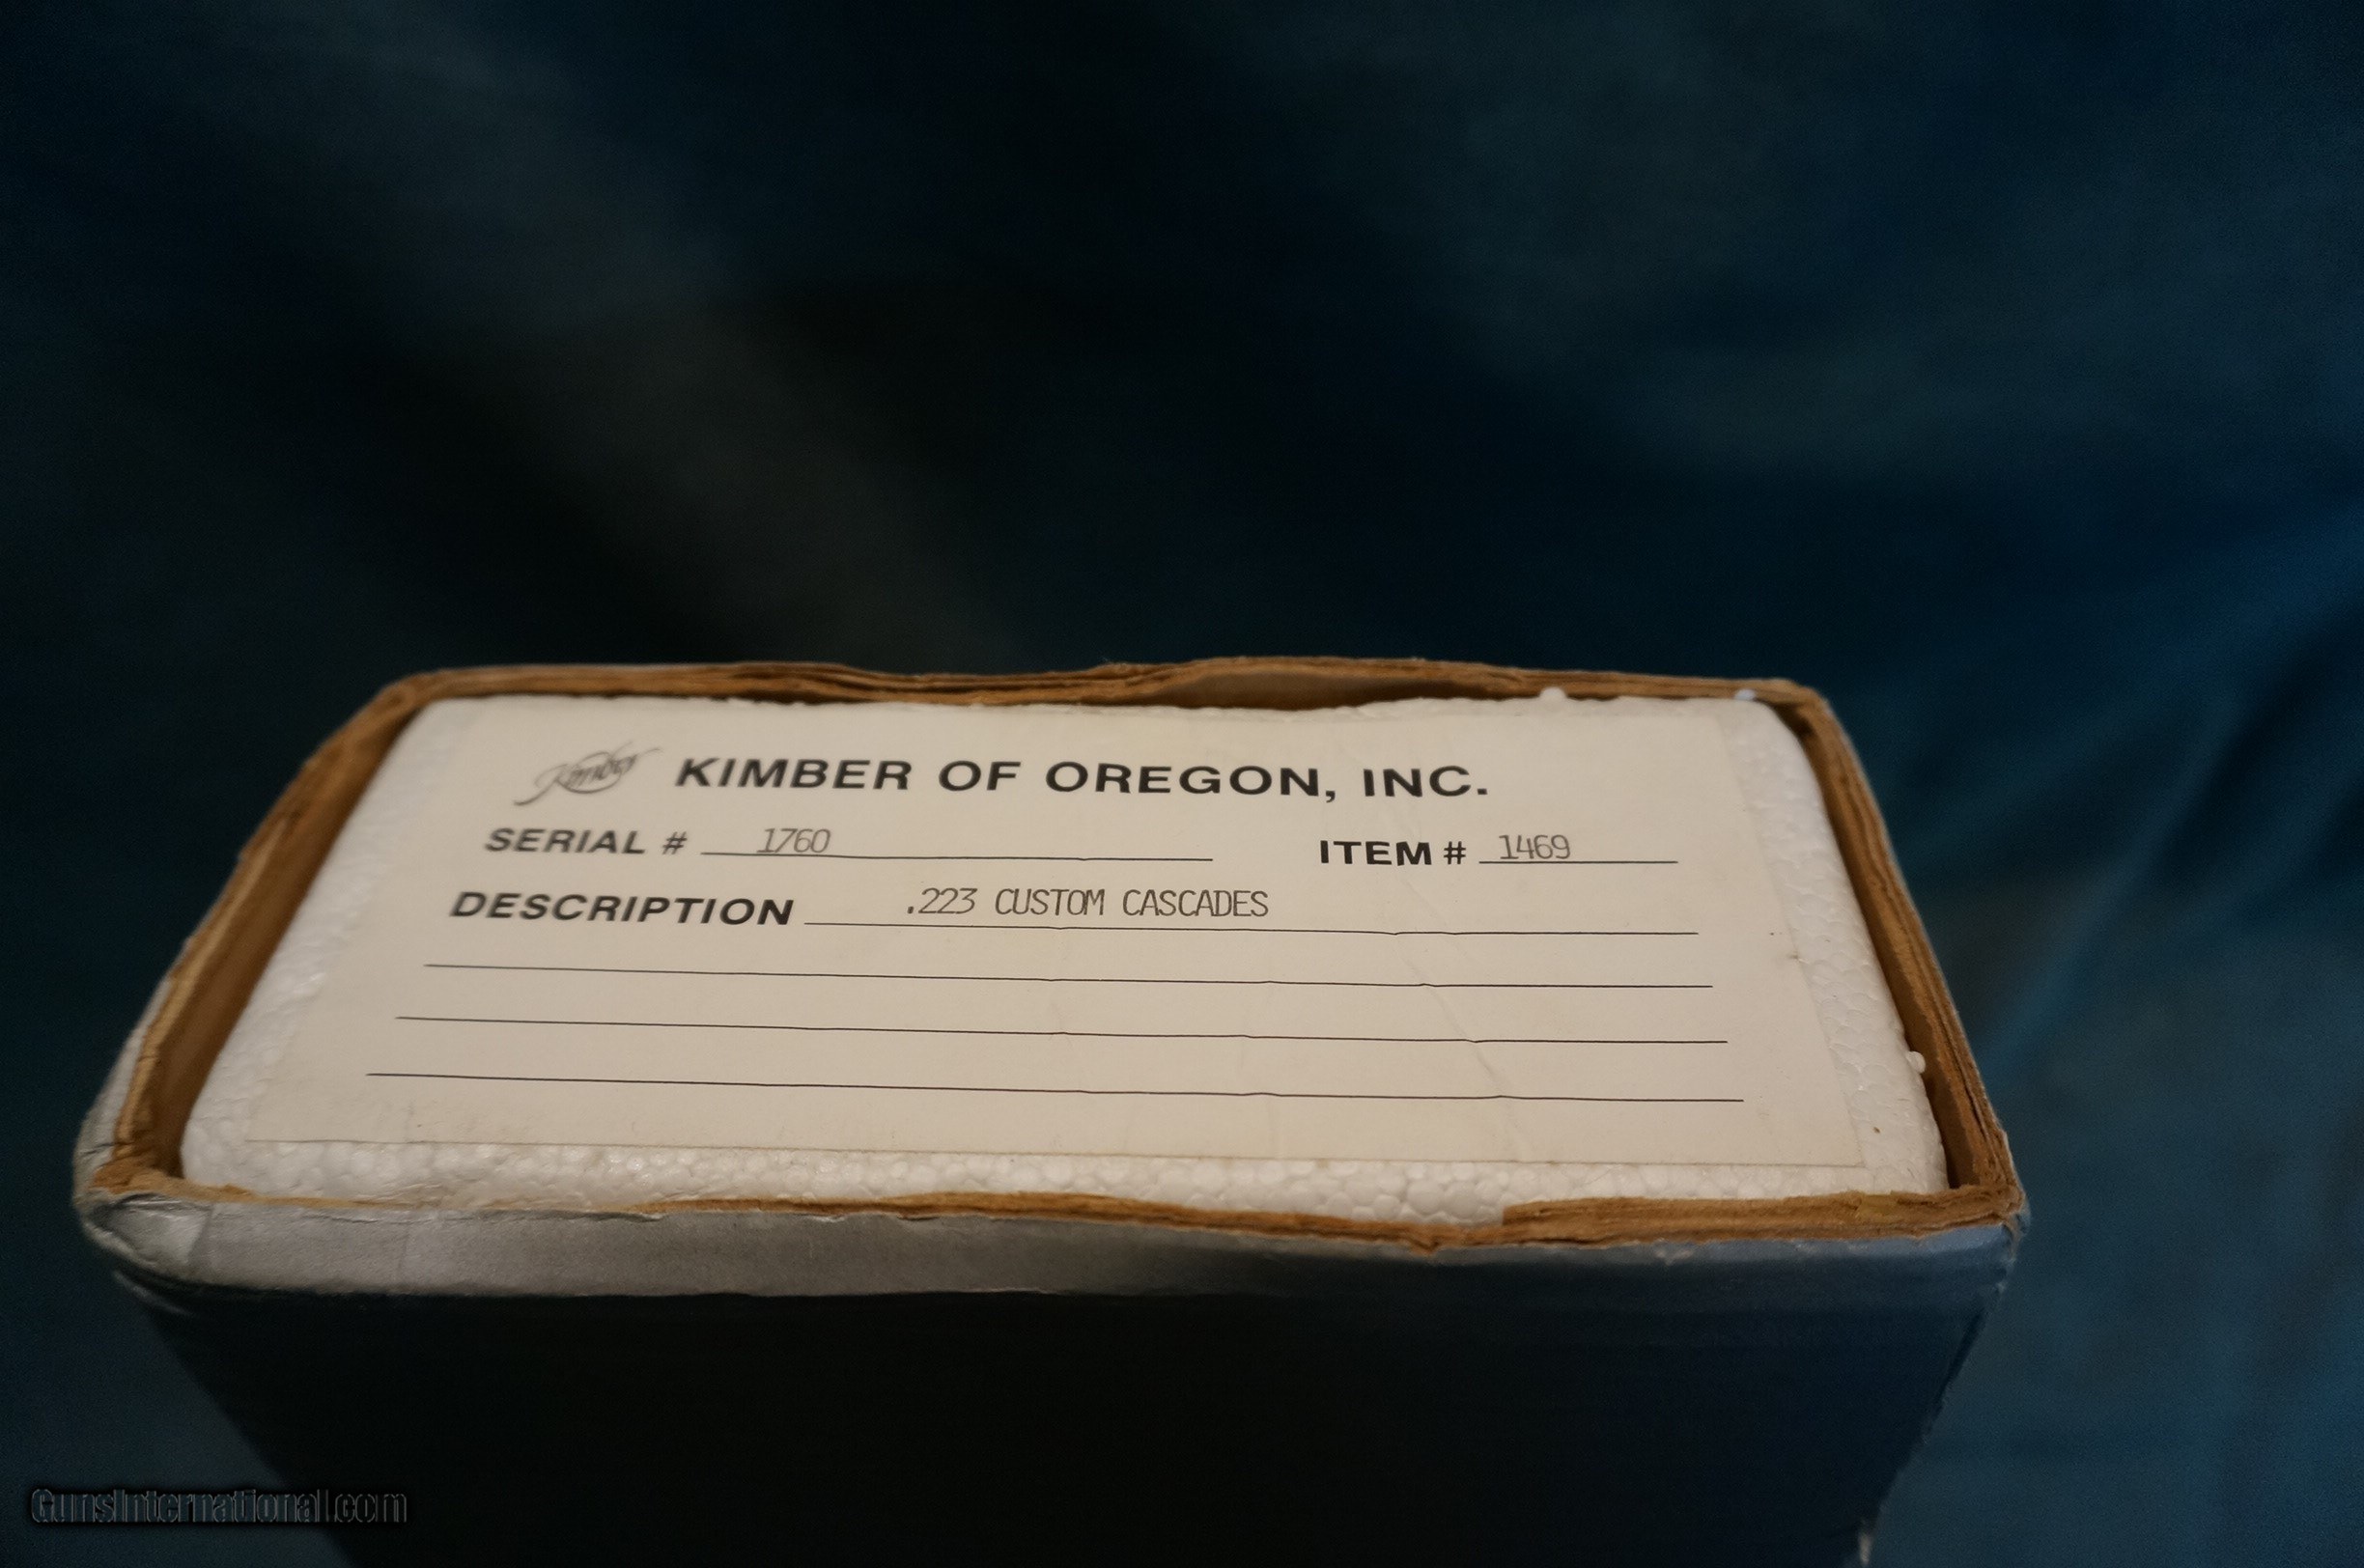 Kimber KIMBER OF OREGON, INC.
SERIAL # 1760 ITEM # 1469
DESCRIPTION .223 CUSTOM CASCADES
GunsInternational.com